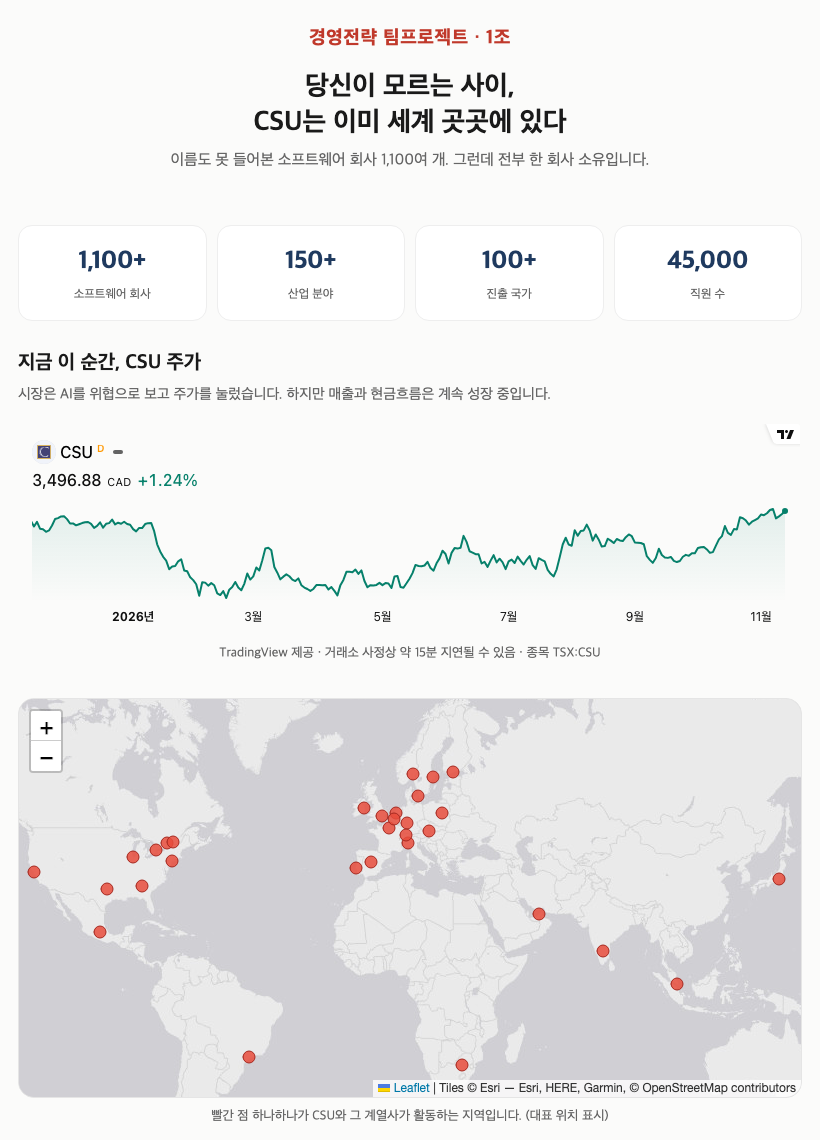 경영전략 팀프로젝트 · 1조
당신이 모르는 사이,
CSU는 이미 세계 곳곳에 있다
이름도 못 들어본 소프트웨어 회사 1,100여 개. 그런데 전부 한 회사 소유입니다.
1,100+
소프트웨어 회사
150+
산업 분야
100+
진출 국가
45,000
직원 수
지금 이 순간, CSU 주가
시장은 AI를 위협으로 보고 주가를 눌렀습니다. 하지만 매출과 현금흐름은 계속 성장 중입니다.
CSU D
3,496.88 CAD +1.24%
2026년 3월 5월 7월 9월 11월
TradingView 제공 · 거래소 사정상 약 15분 지연될 수 있음 · 종목 TSX:CSU
+
−
Leaflet | Tiles © Esri — Esri, HERE, Garmin, © OpenStreetMap contributors
빨간 점 하나하나가 CSU와 그 계열사가 활동하는 지역입니다. (대표 위치 표시)